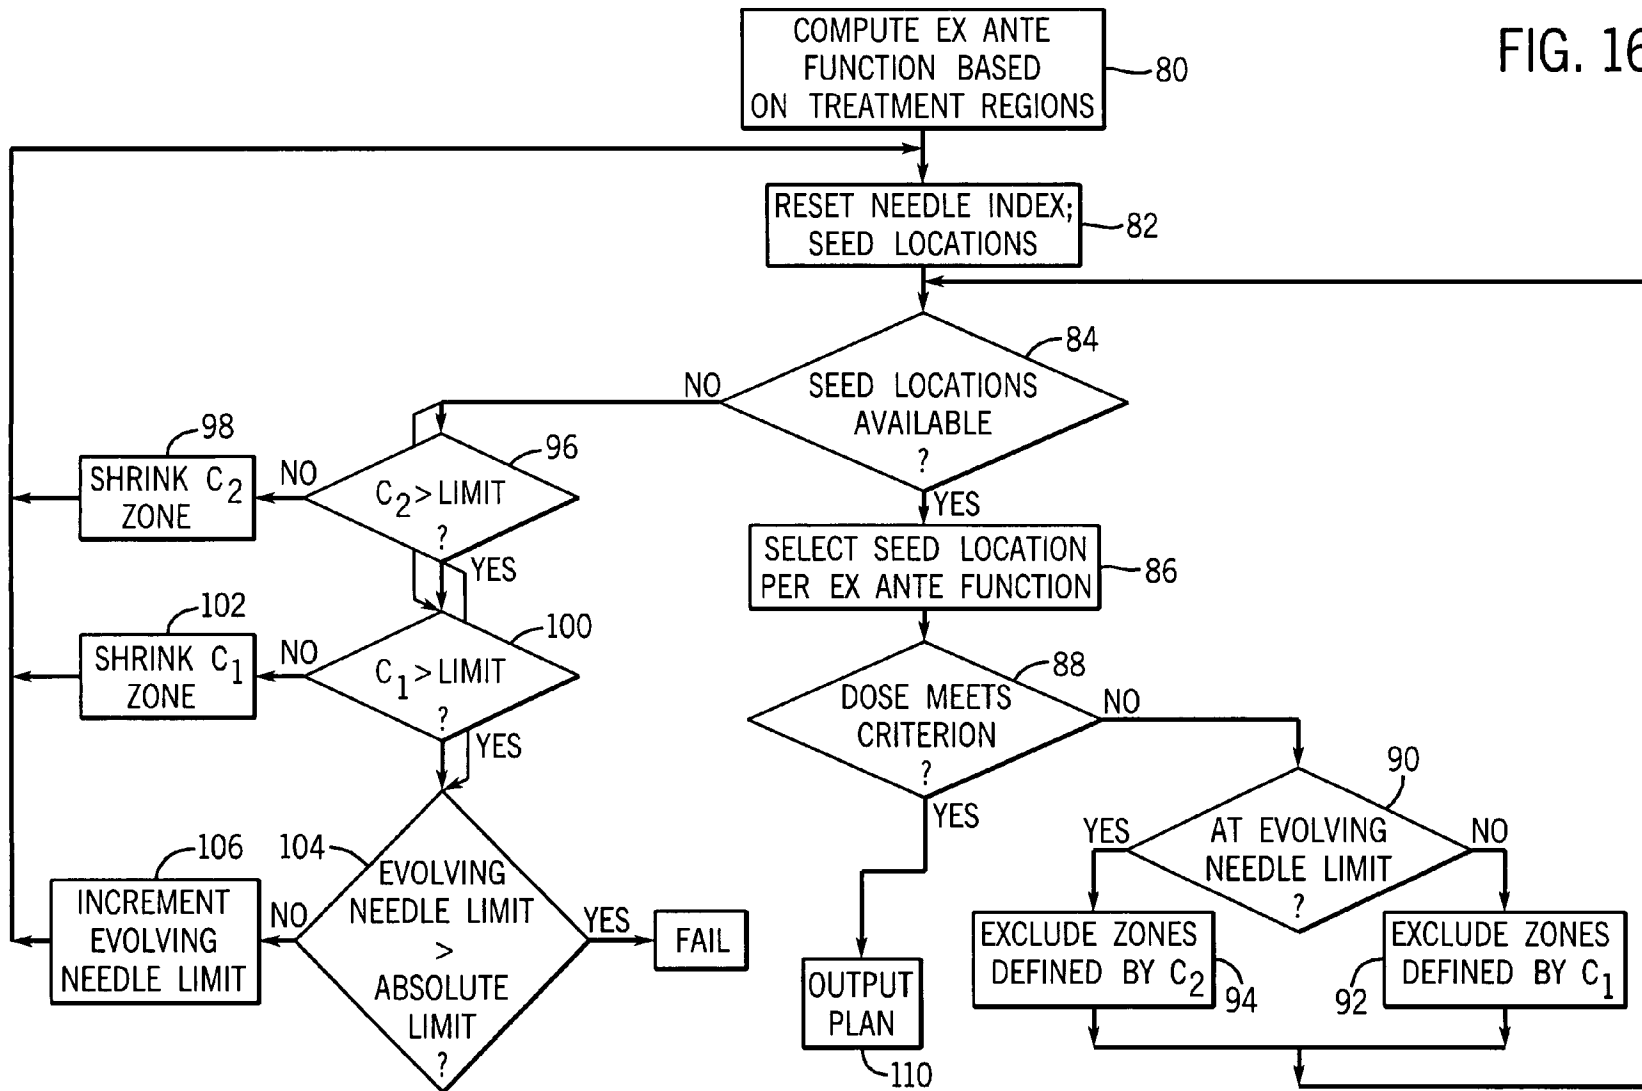 COMPUTE EX ANTE
FUNCTION BASED
ON TREATMENT REGIONS
80
FIG. 16
RESET NEEDLE INDEX;
SEED LOCATIONS
82
84
SEED LOCATIONS
AVAILABLE
?
NO
YES
98
SHRINK C2
ZONE
NO
96
C2 > LIMIT
?
YES
SELECT SEED LOCATION
PER EX ANTE FUNCTION
86
102
SHRINK C1
ZONE
NO
100
C1 > LIMIT
?
YES
88
DOSE MEETS
CRITERION
?
NO
YES
90
AT EVOLVING
NEEDLE LIMIT
?
YES
NO
106
INCREMENT
EVOLVING
NEEDLE LIMIT
NO
104
EVOLVING
NEEDLE LIMIT
>
ABSOLUTE
LIMIT
?
YES
FAIL
OUTPUT
PLAN
110
EXCLUDE ZONES
DEFINED BY C2
94
EXCLUDE ZONES
DEFINED BY C1
92